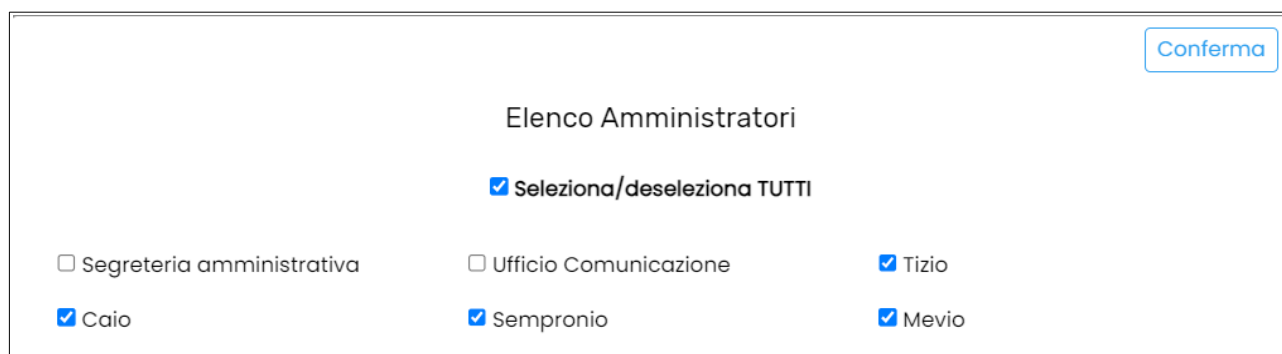 Conferma
Elenco Amministratori
Seleziona/deseleziona TUTTI
Segreteria amministrativa Ufficio Comunicazione Tizio
Caio Sempronio Mevio